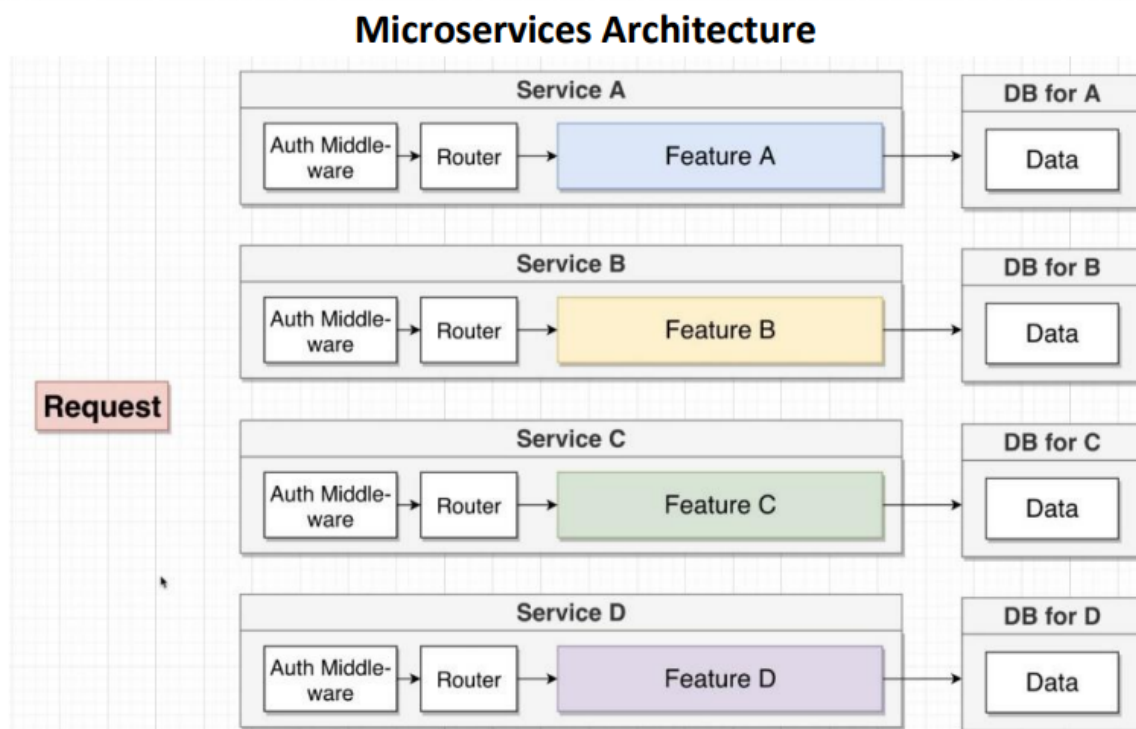 Microservices Architecture
Service A
DB for A
Auth Middle-
ware
Router
Feature A
Data
Service B
DB for B
Auth Middle-
ware
Router
Feature B
Data
Request
Service C
DB for C
Auth Middle-
ware
Router
Feature C
Data
Service D
DB for D
Auth Middle-
ware
Router
Feature D
Data